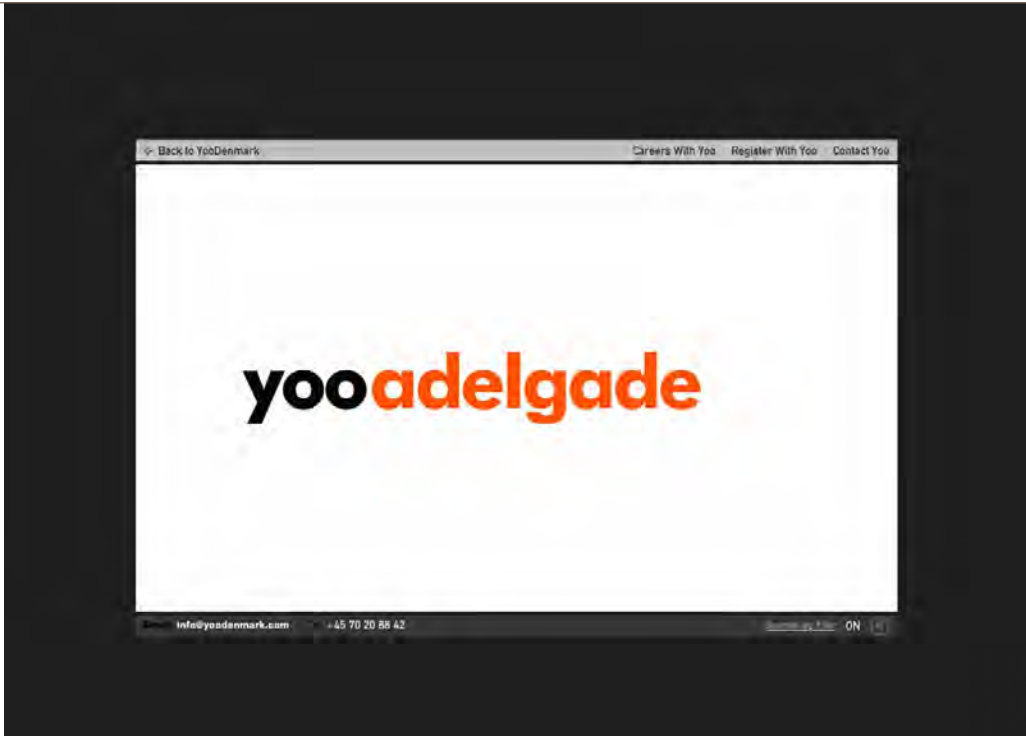 Back to YooDenmark Careers With Yoo Register With Yoo Contact Yoo
yooadelgade
info@yoodenmark.com +45 70 20 88 42 ON